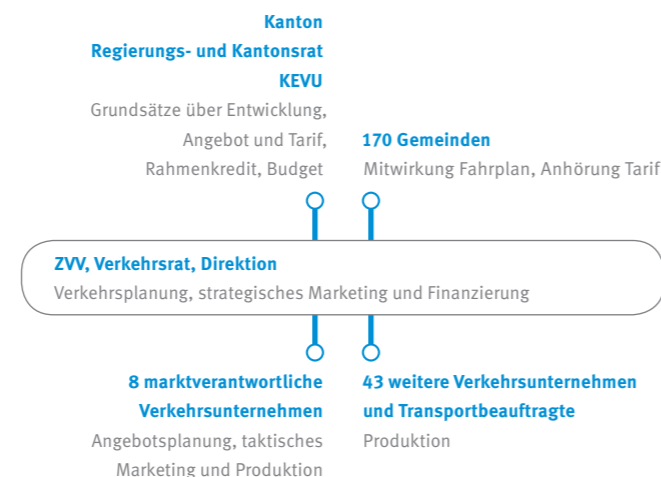 Kanton
Regierungs- und Kantonsrat
KEVU
Grundsätze über Entwicklung,
Angebot und Tarif,
Rahmenkredit, Budget
170 Gemeinden
Mitwirkung Fahrplan, Anhörung Tarif
ZVV, Verkehrsrat, Direktion
Verkehrsplanung, strategisches Marketing und Finanzierung
8 marktverantwortliche
Verkehrsunternehmen
Angebotsplanung, taktisches
Marketing und Produktion
43 weitere Verkehrsunternehmen
und Transportbeauftragte
Produktion